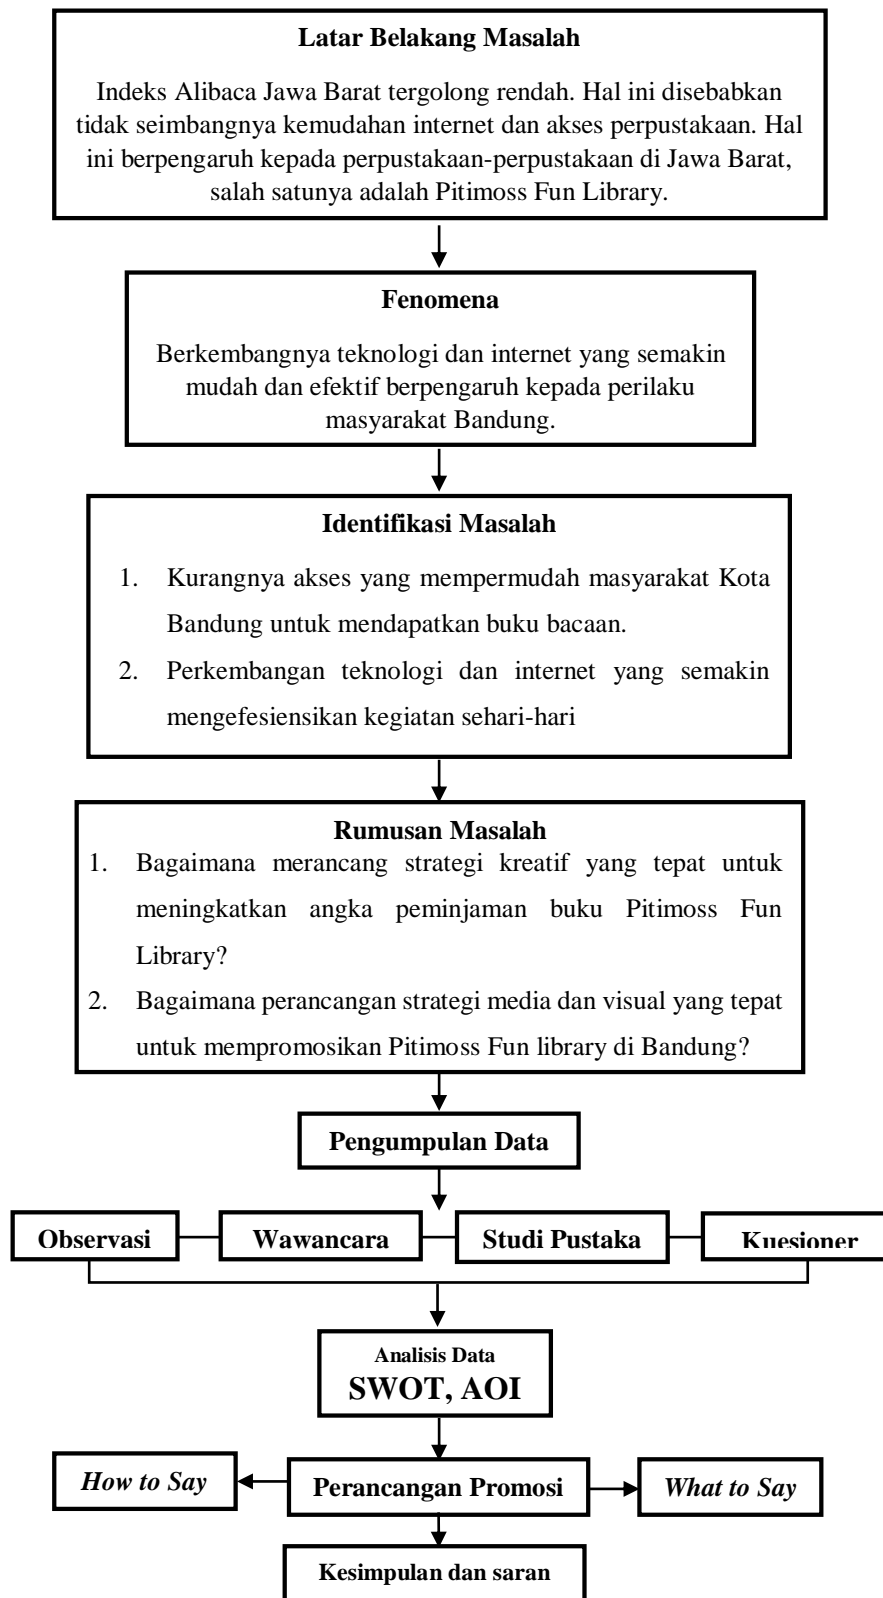 Latar Belakang Masalah
Indeks Alibaca Jawa Barat tergolong rendah. Hal ini disebabkan
tidak seimbangnya kemudahan internet dan akses perpustakaan. Hal
ini berpengaruh kepada perpustakaan-perpustakaan di Jawa Barat,
salah satunya adalah Pitimoss Fun Library.
Fenomena
Berkembangnya teknologi dan internet yang semakin
mudah dan efektif berpengaruh kepada perilaku
masyarakat Bandung.
Identifikasi Masalah
1. Kurangnya akses yang mempermudah masyarakat Kota
Bandung untuk mendapatkan buku bacaan.
2. Perkembangan teknologi dan internet yang semakin
mengefesiensikan kegiatan sehari-hari
Rumusan Masalah
1. Bagaimana merancang strategi kreatif yang tepat untuk
meningkatkan angka peminjaman buku Pitimoss Fun
Library?
2. Bagaimana perancangan strategi media dan visual yang tepat
untuk mempromosikan Pitimoss Fun library di Bandung?
Pengumpulan Data
Observasi
Wawancara
Studi Pustaka
Kuesioner
Analisis Data
SWOT, AOI
How to Say
Perancangan Promosi
What to Say
Kesimpulan dan saran